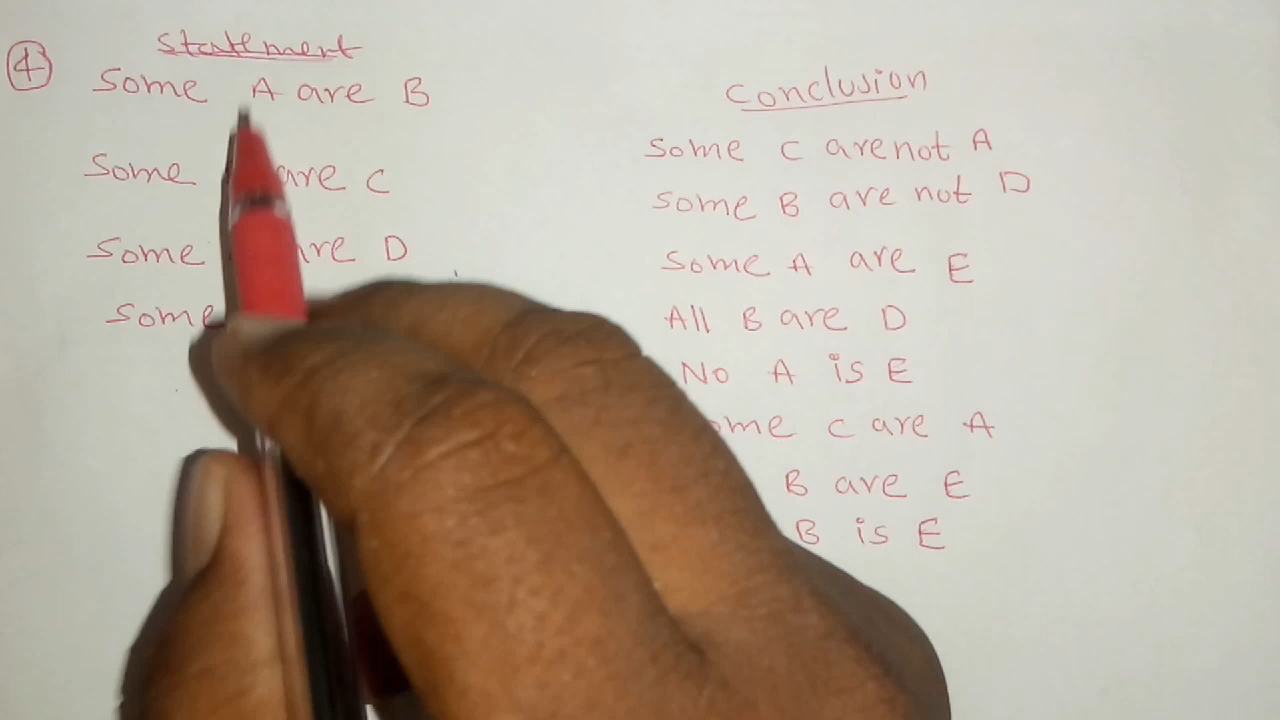 4
Statement
Some A are B
Some are C
Some are D
Some
Conclusion
Some C are not A
Some B are not D
Some A are E
All B are D
No A is E
Some C are A
B are E
B is E